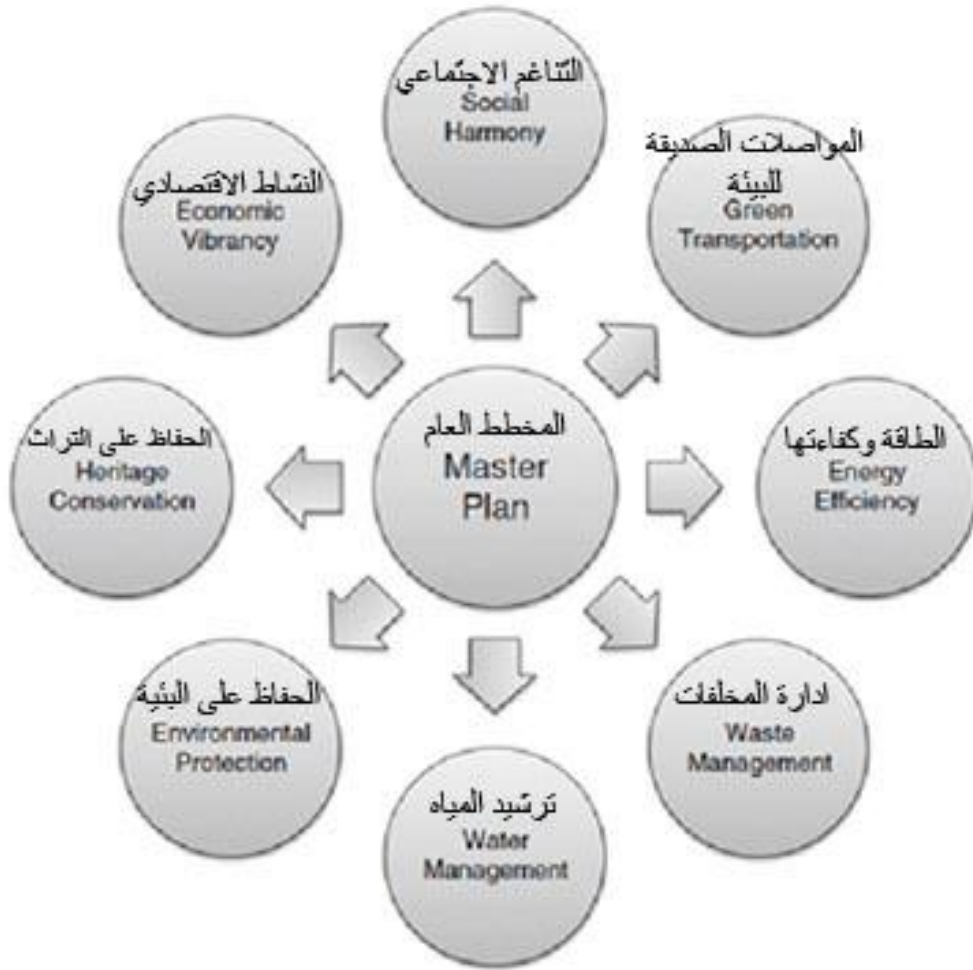 التناغم الاجتماعي
Social
Harmony
المواصلات الصديقة
للبيئة
Green
Transportation
النشاط الاقتصادي
Economic
Vibrancy
المخطط العام
Master
Plan
الحفاظ على التراث
Heritage
Conservation
الطاقة وكفاءتها
Energy
Efficiency
الحفاظ على البئية
Environmental
Protection
ادارة المخلفات
Waste
Management
ترشيد المياه
Water
Management